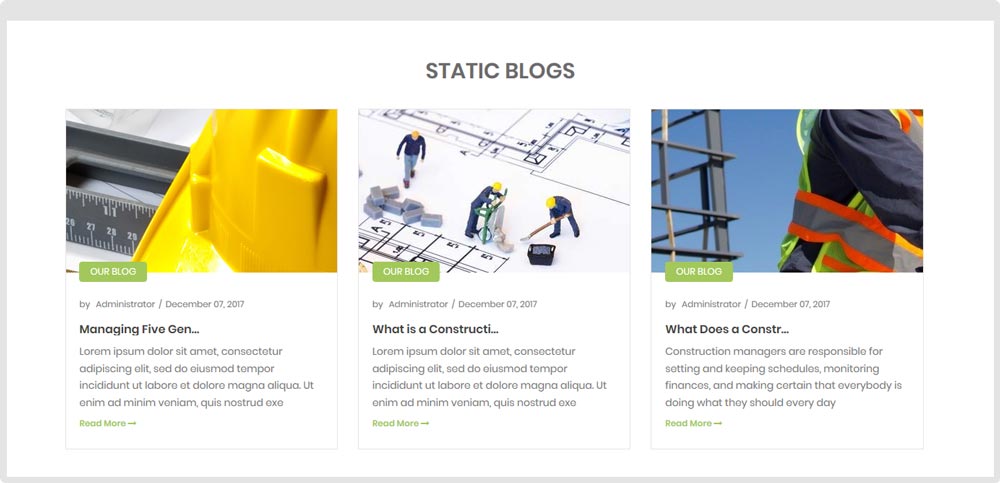 STATIC BLOGS
OUR BLOG
by Administrator / December 07, 2017
Managing Five Gen...
Lorem ipsum dolor sit amet, consectetur
adipiscing elit, sed do eiusmod tempor
incididunt ut labore et dolore magna aliqua. Ut
enim ad minim veniam, quis nostrud exe
Read More
OUR BLOG
by Administrator / December 07, 2017
What is a Constructi...
Lorem ipsum dolor sit amet, consectetur
adipiscing elit, sed do eiusmod tempor
incididunt ut labore et dolore magna aliqua. Ut
enim ad minim veniam, quis nostrud exe
Read More
OUR BLOG
by Administrator / December 07, 2017
What Does a Constr...
Construction managers are responsible for
setting and keeping schedules, monitoring
finances, and making certain that everybody is
doing what they should every day
Read More